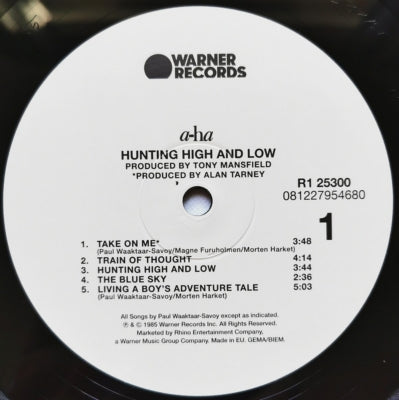 WARNER
RECORDS
a-ha
HUNTING HIGH AND LOW
PRODUCED BY TONY MANSFIELD
*PRODUCED BY ALAN TARNEY
R1 25300
081227954680
1
1. TAKE ON ME* 3:48
(Paul Waaktaar-Savoy/Magne Furuholmen/Morten Harket)
2. TRAIN OF THOUGHT 4:14
3. HUNTING HIGH AND LOW 3:44
4. THE BLUE SKY 2:36
5. LIVING A BOY'S ADVENTURE TALE 5:03
(Paul Waaktaar-Savoy/Morten Harket)
All Songs by Paul Waaktaar-Savoy except as indicated.
℗ & © 1985 Warner Records Inc. All Rights Reserved.
Marketed by Rhino Entertainment Company,
a Warner Music Group Company. Made in EU. GEMA/BIEM.